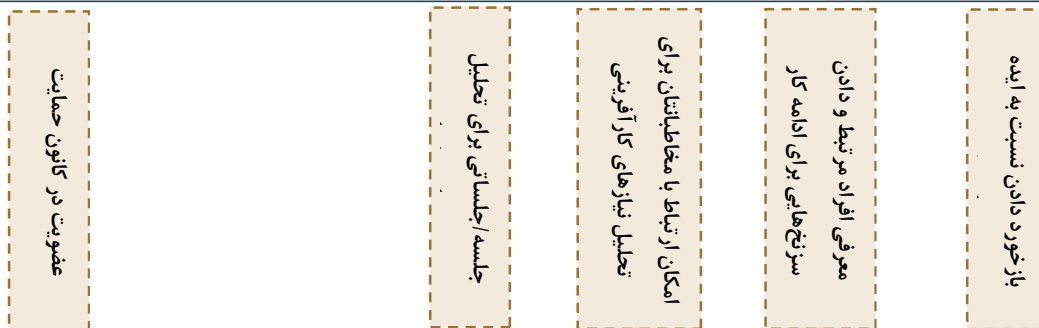 بازخورد دادن نسبت به ایده
معرفی افراد مرتبط و دادن
سرنخ‌هایی برای ادامه کار
امکان ارتباط با مخاطبانتان برای
تحلیل نیازهای کارآفرینی
جلسه/جلساتی برای تحلیل
عضویت در کانون حمایت